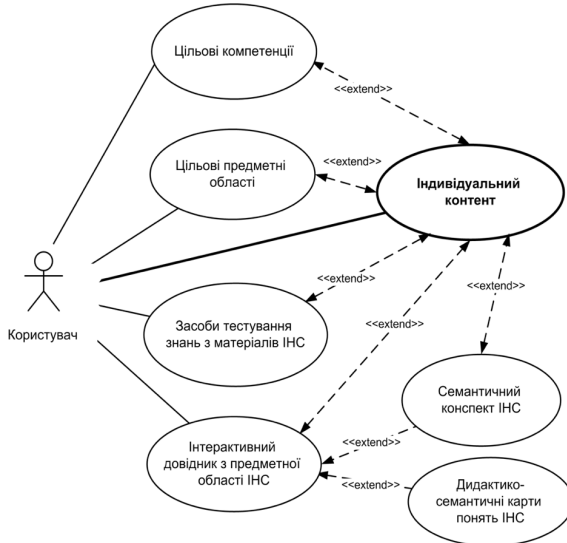 Цільові компетенції
<<extend>>
Цільові предметні
області
<<extend>>
Індивідуальний
контент
Користувач
<<extend>>
<<extend>>
<<extend>>
Засоби тестування
знань з матеріалів ІНС
Семантичний
конспект ІНС
Інтерактивний
довідник з предметної
області ІНС
<<extend>>
<<extend>>
Дидактико-
семантичні карти
понять ІНС